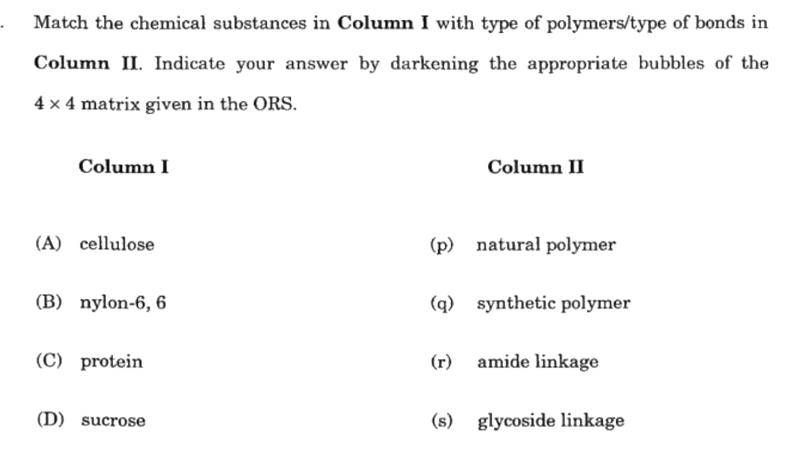 . Match the chemical substances in Column I with type of polymers/type of bonds in
Column II. Indicate your answer by darkening the appropriate bubbles of the
4 × 4 matrix given in the ORS.
Column I Column II
(A) cellulose (p) natural polymer
(B) nylon-6, 6 (q) synthetic polymer
(C) protein (r) amide linkage
(D) sucrose (s) glycoside linkage